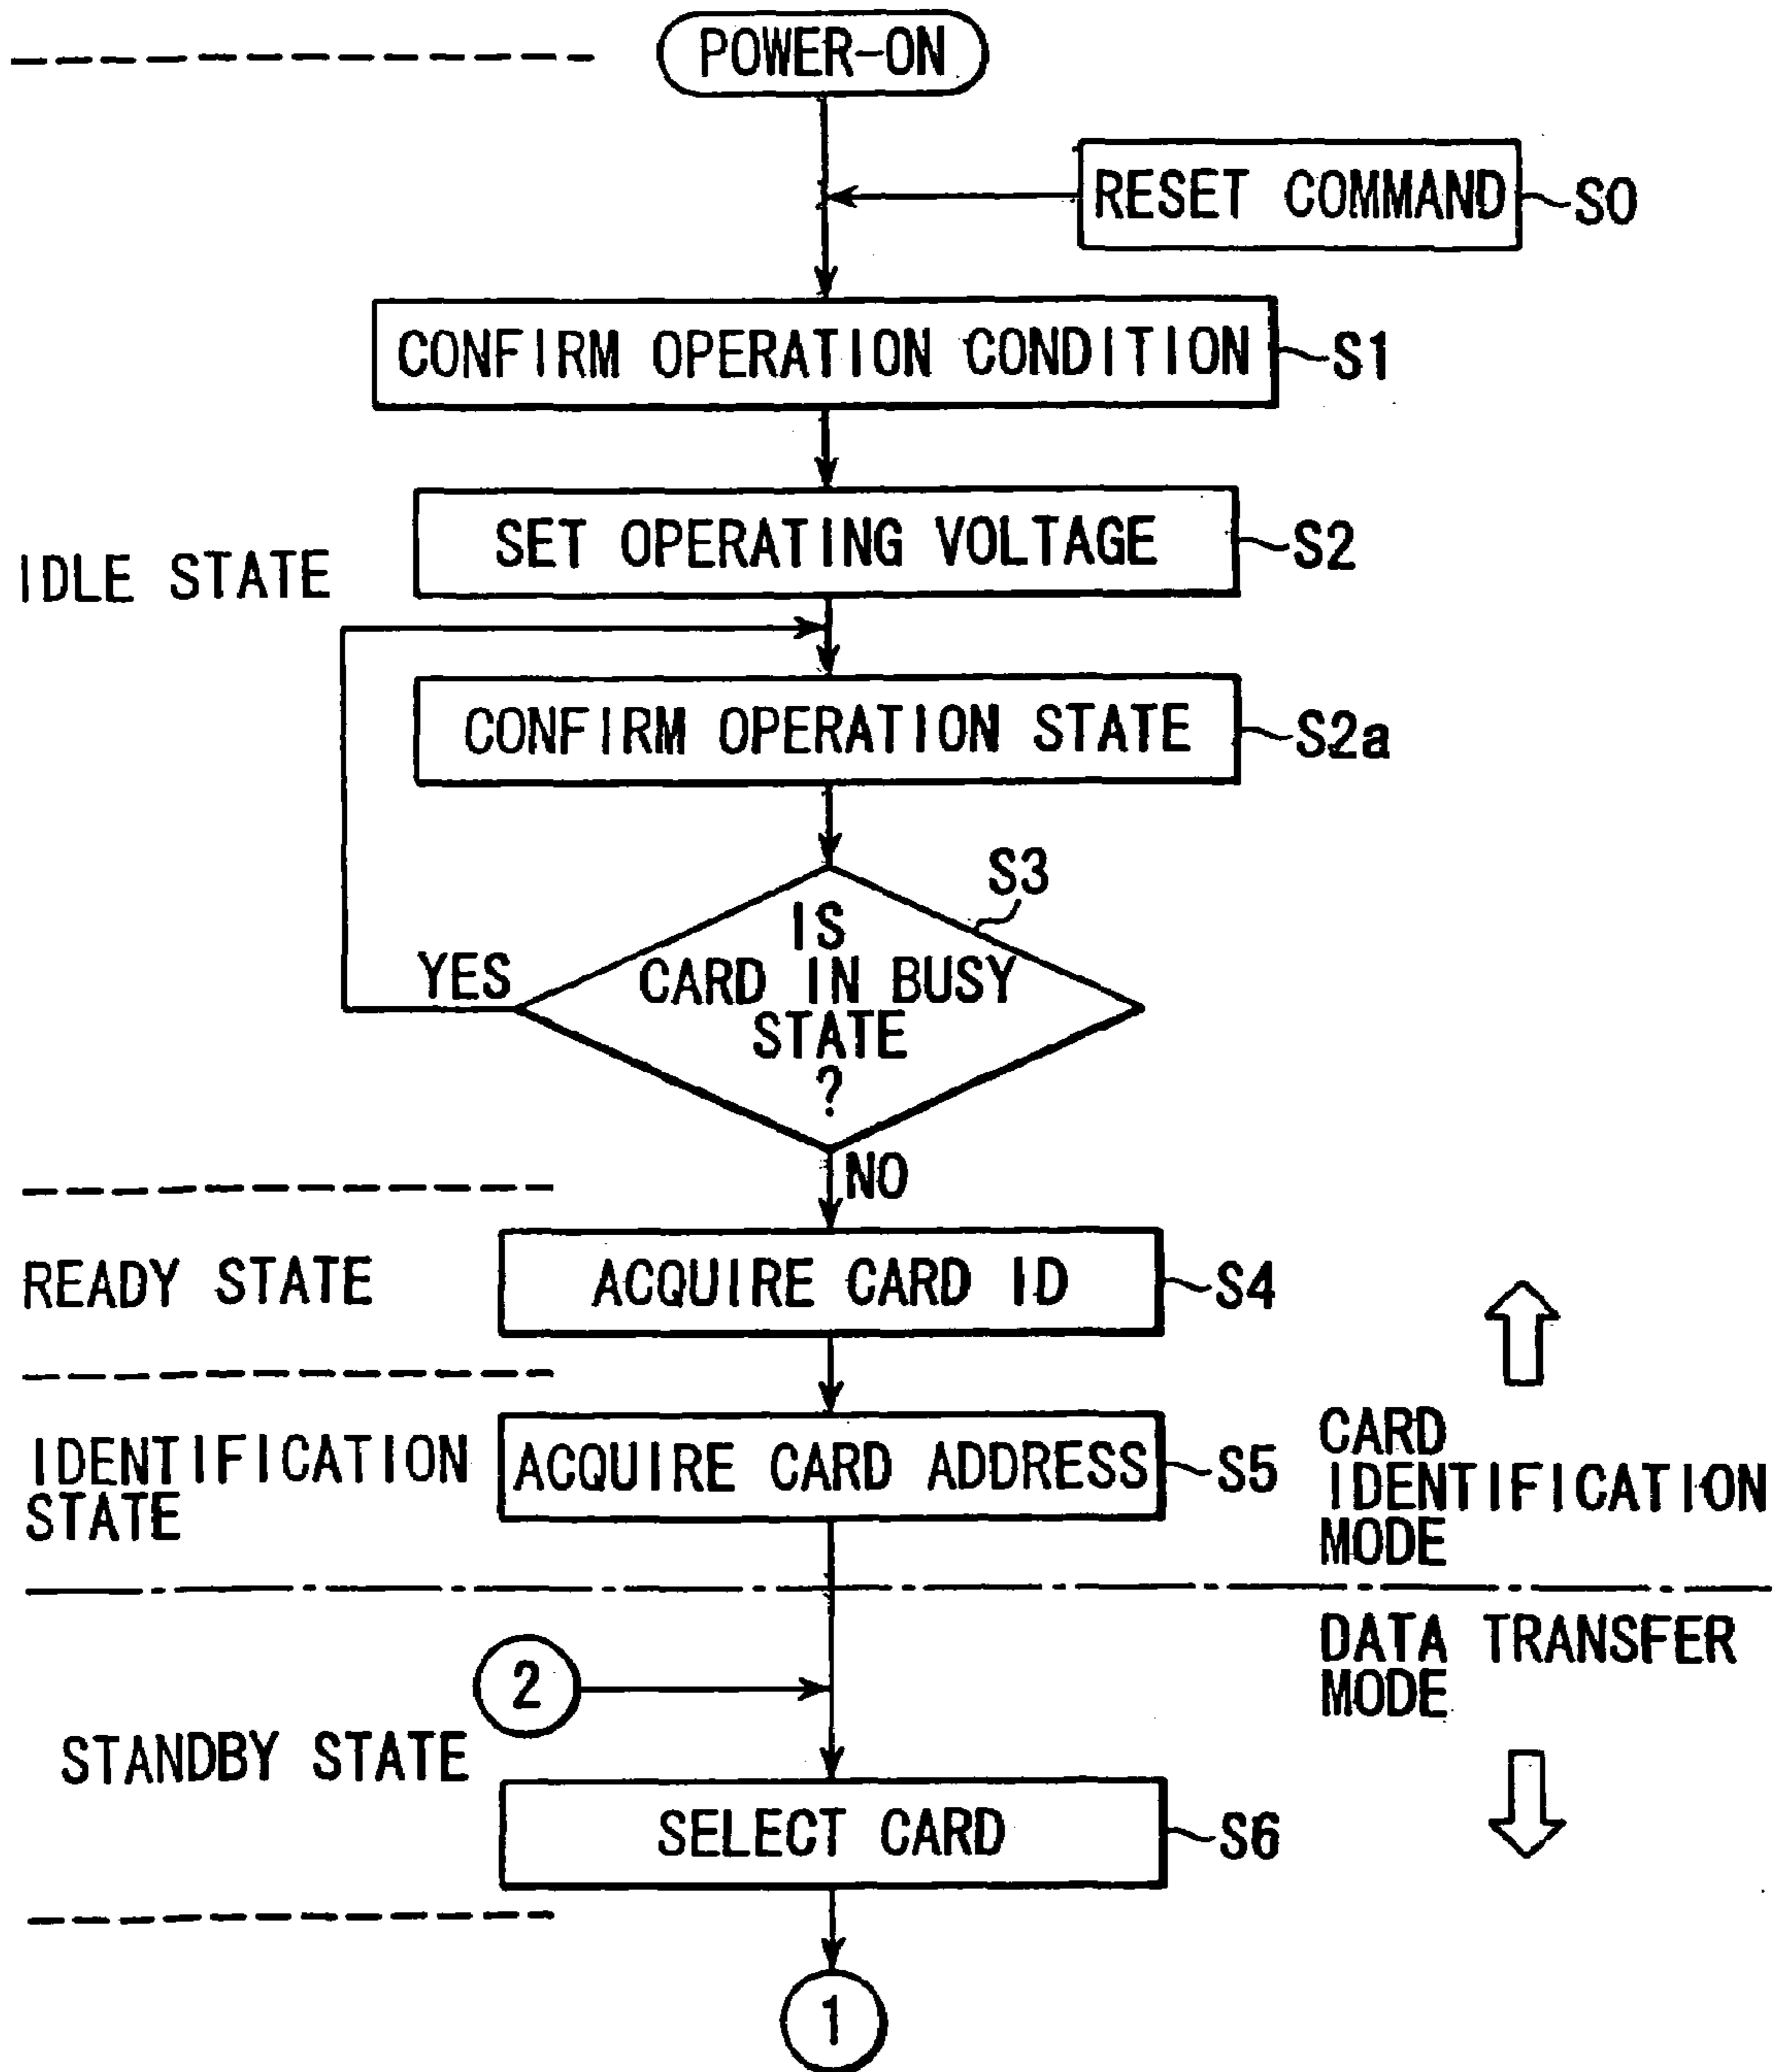 POWER-ON
RESET COMMAND
S0
CONFIRM OPERATION CONDITION
S1
SET OPERATING VOLTAGE
S2
IDLE STATE
CONFIRM OPERATION STATE
S2a
S3
IS
CARD IN BUSY
STATE
?
YES
NO
READY STATE
ACQUIRE CARD ID
S4
IDENTIFICATION
STATE
ACQUIRE CARD ADDRESS
S5
CARD
IDENTIFICATION
MODE
DATA TRANSFER
MODE
2
STANDBY STATE
SELECT CARD
S6
1